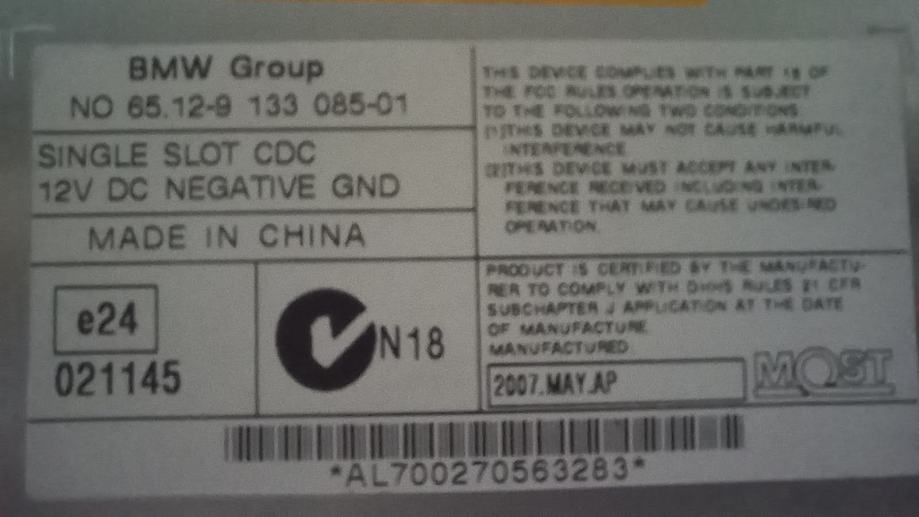 BMW Group
NO 65.12-9 133 085-01
SINGLE SLOT CDC
12V DC NEGATIVE GND
MADE IN CHINA
e24
021145
N18
THIS DEVICE COMPLIES WITH PART 15 OF
THE FCC RULES OPERATION IS SUBJECT
TO THE FOLLOWING TWO CONDITIONS
(1)THIS DEVICE MAY NOT CAUSE HARMFUL
INTERFERENCE
(2)THIS DEVICE MUST ACCEPT ANY INTER-
FERENCE RECEIVED INCLUDING INTER-
FERENCE THAT MAY CAUSE UNDESIRED
OPERATION.
PRODUCT IS CERTIFIED BY THE MANUFACTU-
RER TO COMPLY WITH DHHS RULES 21 CFR
SUBCHAPTER J APPLICATION AT THE DATE
OF MANUFACTURE
MANUFACTURED
2007.MAY.AP
MOST
*AL700270563283*